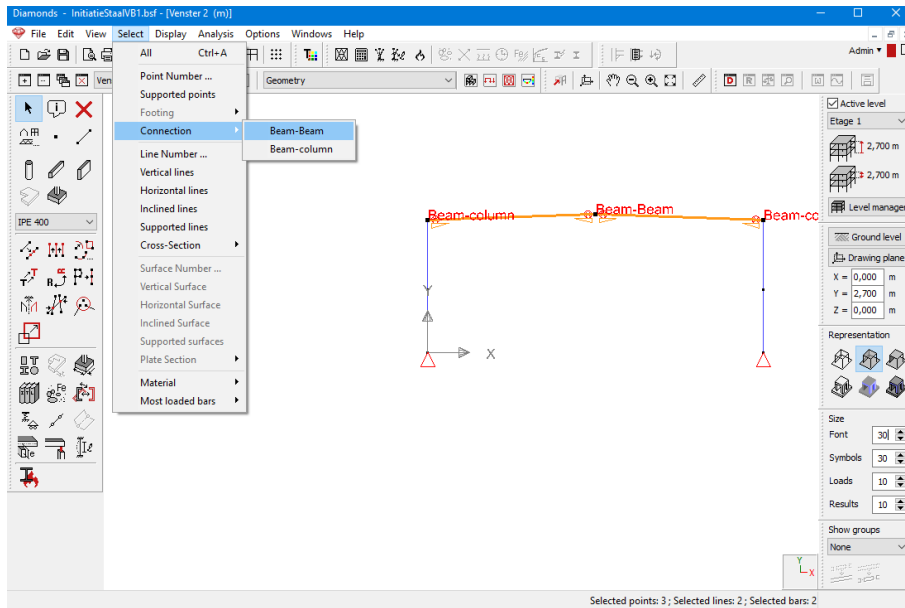 Diamonds - InitiatieStaalVB1.bsf - [Venster 2 (m)]
File Edit View Select Display Analysis Options Windows Help
Admin
Ven
Geometry
All Ctrl+A
Point Number ...
Supported points
Footing
Connection
Beam-Beam
Beam-column
Line Number ...
Vertical lines
Horizontal lines
Inclined lines
Supported lines
Cross-Section
Surface Number ...
Vertical Surface
Horizontal Surface
Inclined Surface
Supported surfaces
Plate Section
Material
Most loaded bars
IPE 400
Beam-column
Beam-Beam
Beam-co
Y
X
Active level
Etage 1
2,700 m
2,700 m
Level manager
Ground level
Drawing plane
X = 0,000 m
Y = 2,700 m
Z = 0,000 m
Representation
Size
Font 30
Symbols 30
Loads 10
Results 10
Show groups
None
Y
X
Selected points: 3 ; Selected lines: 2 ; Selected bars: 2